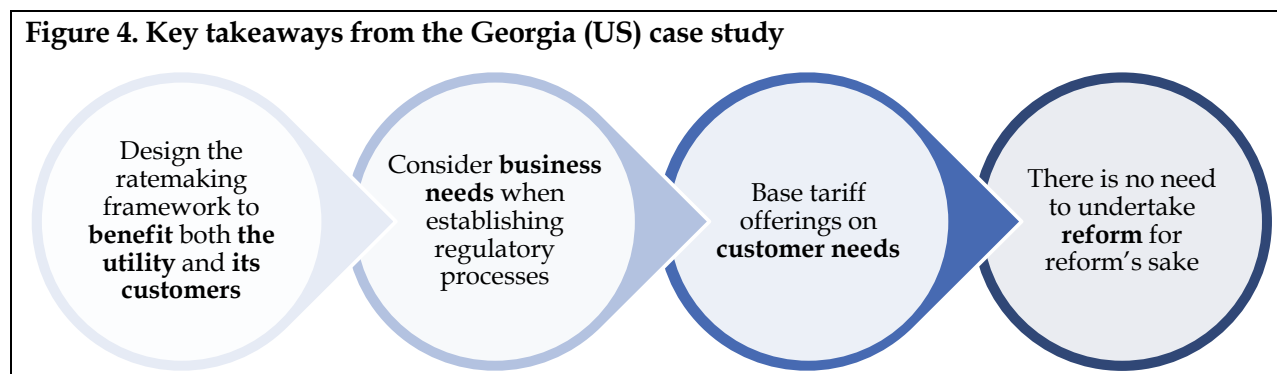 Figure 4. Key takeaways from the Georgia (US) case study
Design the
ratemaking
framework to
benefit both the
utility and its
customers
Consider business
needs when
establishing
regulatory
processes
Base tariff
offerings on
customer needs
There is no need
to undertake
reform for
reform’s sake